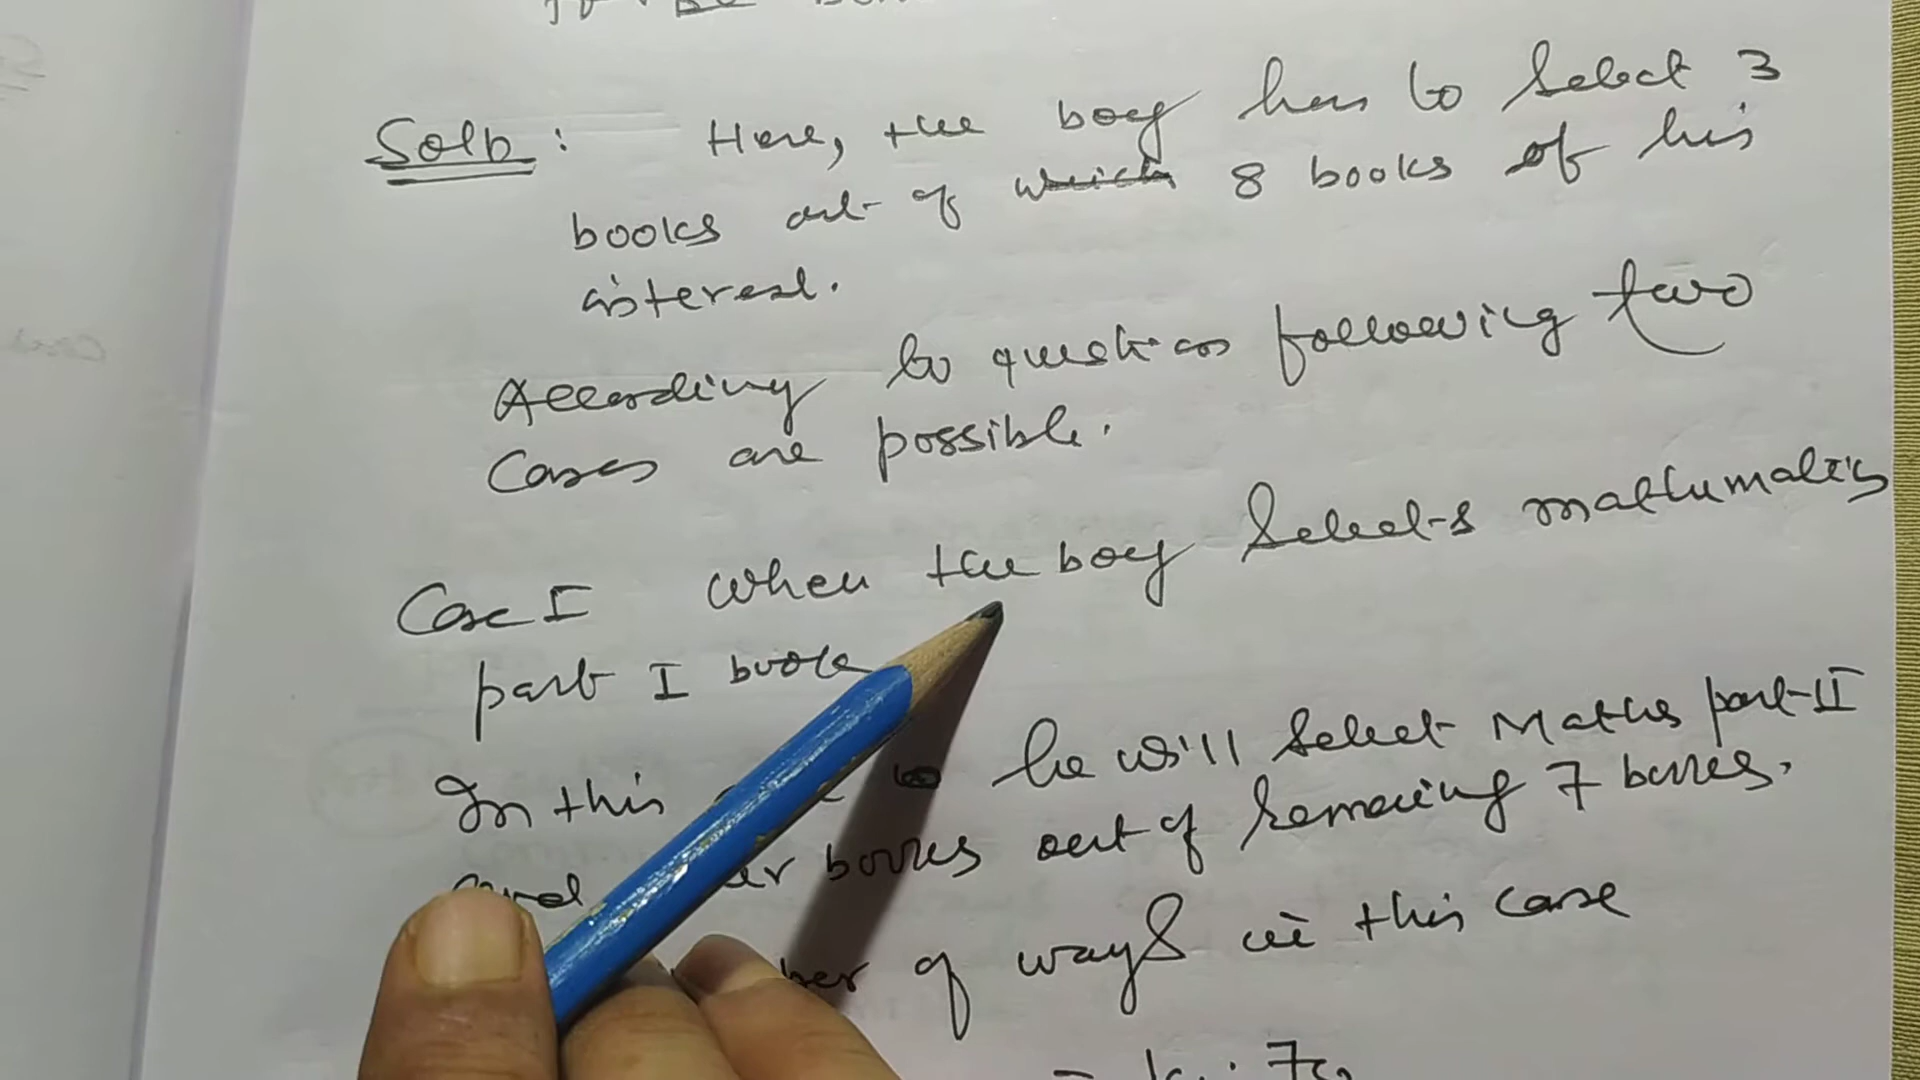 Soln: Here, the boy has to select 3
books out of which 8 books of his
interest.
According to question following two
Cases are possible.
Case I when the boy selects mathematics
part I book
In this he will select Maths part-II
and books out of remaining 7 books.
of ways in this case